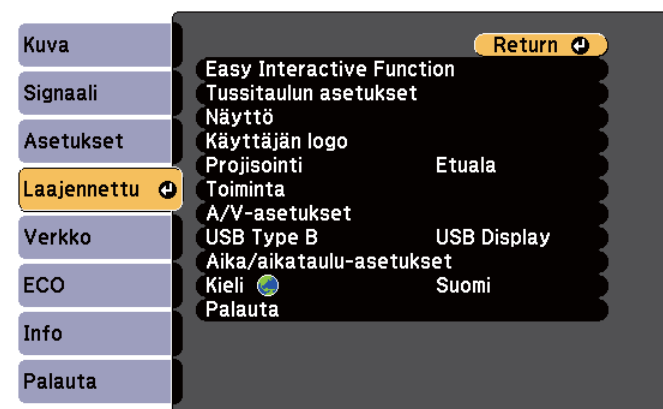 Kuva
Signaali
Asetukset
Laajennettu
Verkko
ECO
Info
Palauta
Return
Easy Interactive Function
Tussitaulun asetukset
Näyttö
Käyttäjän logo
Projisointi Etuala
Toiminta
A/V-asetukset
USB Type B USB Display
Aika/aikataulu-asetukset
Kieli Suomi
Palauta